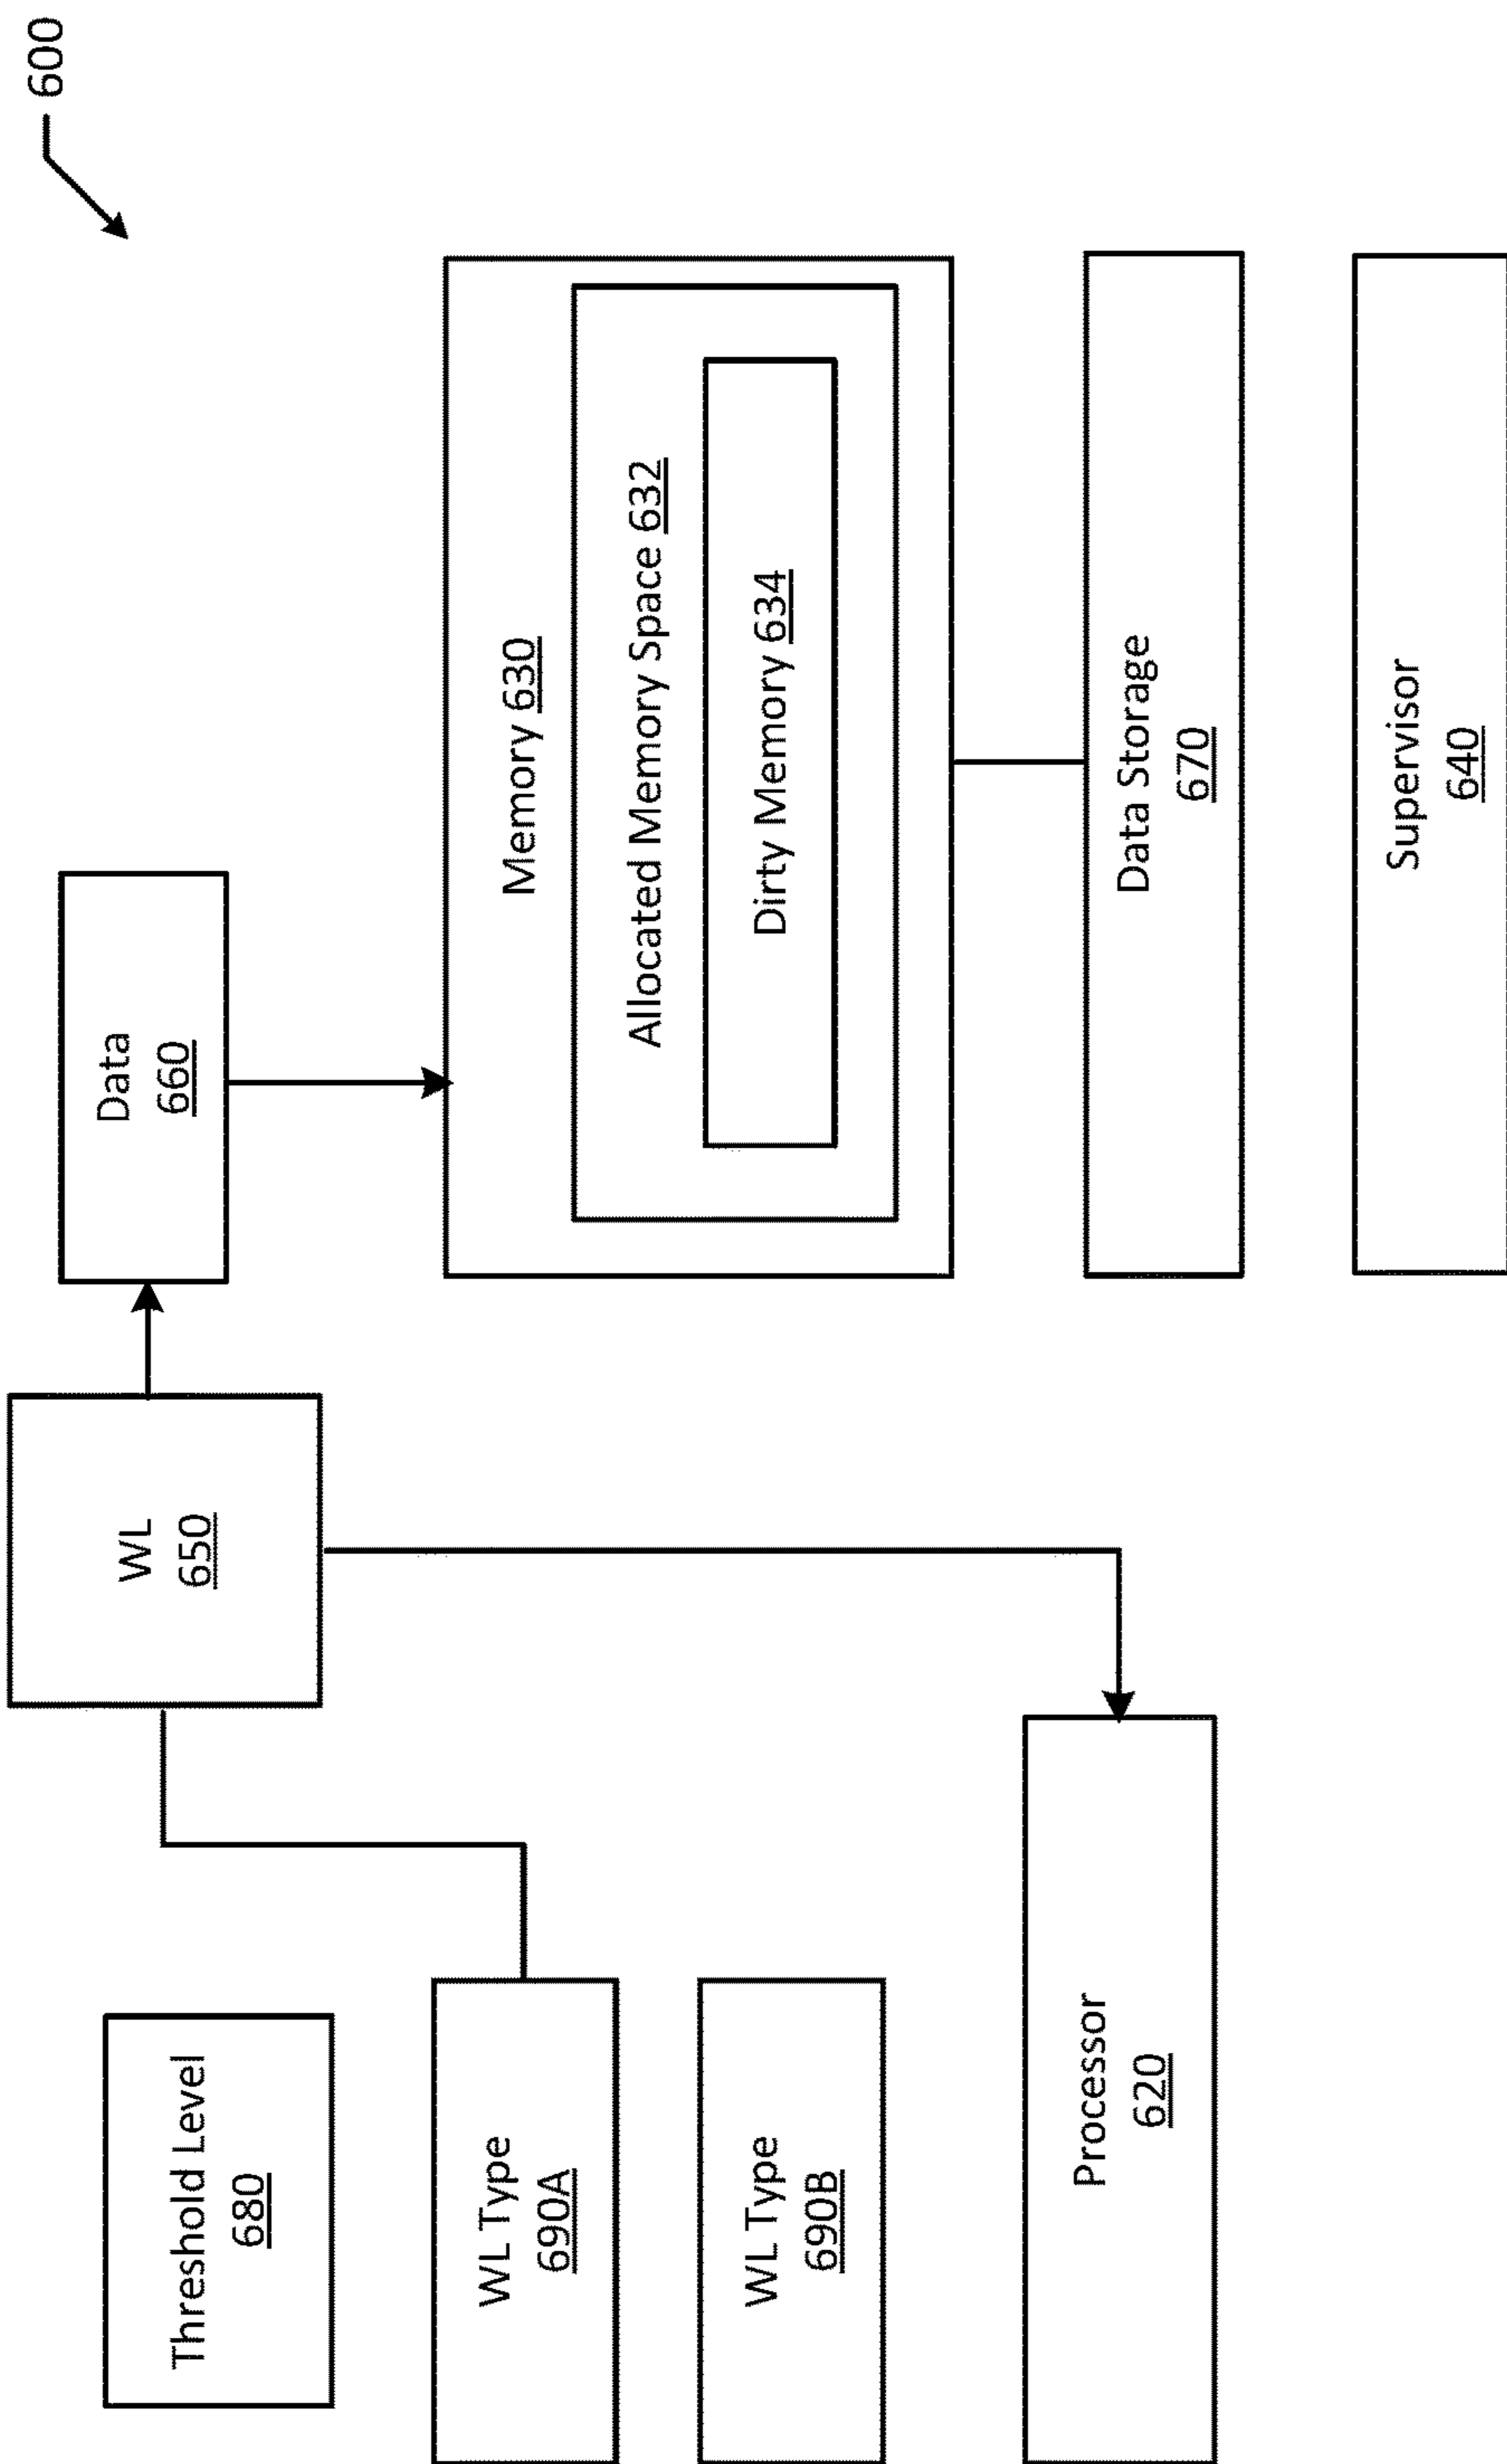 600
Threshold Level
680
WL
650
Data
660
WL Type
690A
Memory 630
Allocated Memory Space 632
WL Type
690B
Dirty Memory 634
Processor
620
Data Storage
670
Supervisor
640